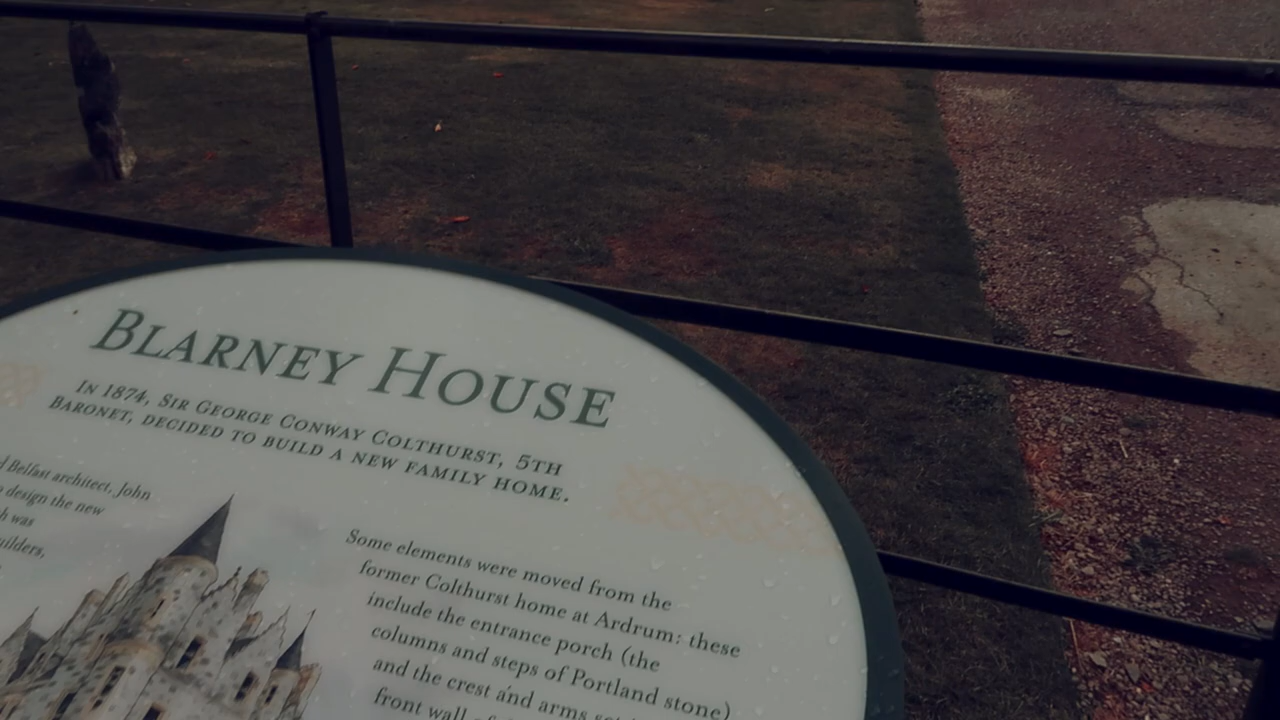 BLARNEY HOUSE
IN 1874, SIR GEORGE CONWAY COLTHURST, 5TH
BARONET, DECIDED TO BUILD A NEW FAMILY HOME.
Belfast architect, John
design the new
was
Some elements were moved from the
former Colthurst home at Ardrum: these
include the entrance porch (the
columns and steps of Portland stone)
and the crest and arms
front wall